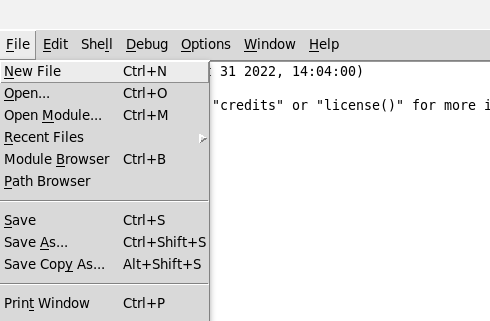 File Edit Shell Debug Options Window Help
New File Ctrl+N
31 2022, 14:04:00)
Open... Ctrl+O
Open Module... Ctrl+M
"credits" or "license()" for more
Recent Files
Module Browser Ctrl+B
Path Browser
Save Ctrl+S
Save As... Ctrl+Shift+S
Save Copy As... Alt+Shift+S
Print Window Ctrl+P